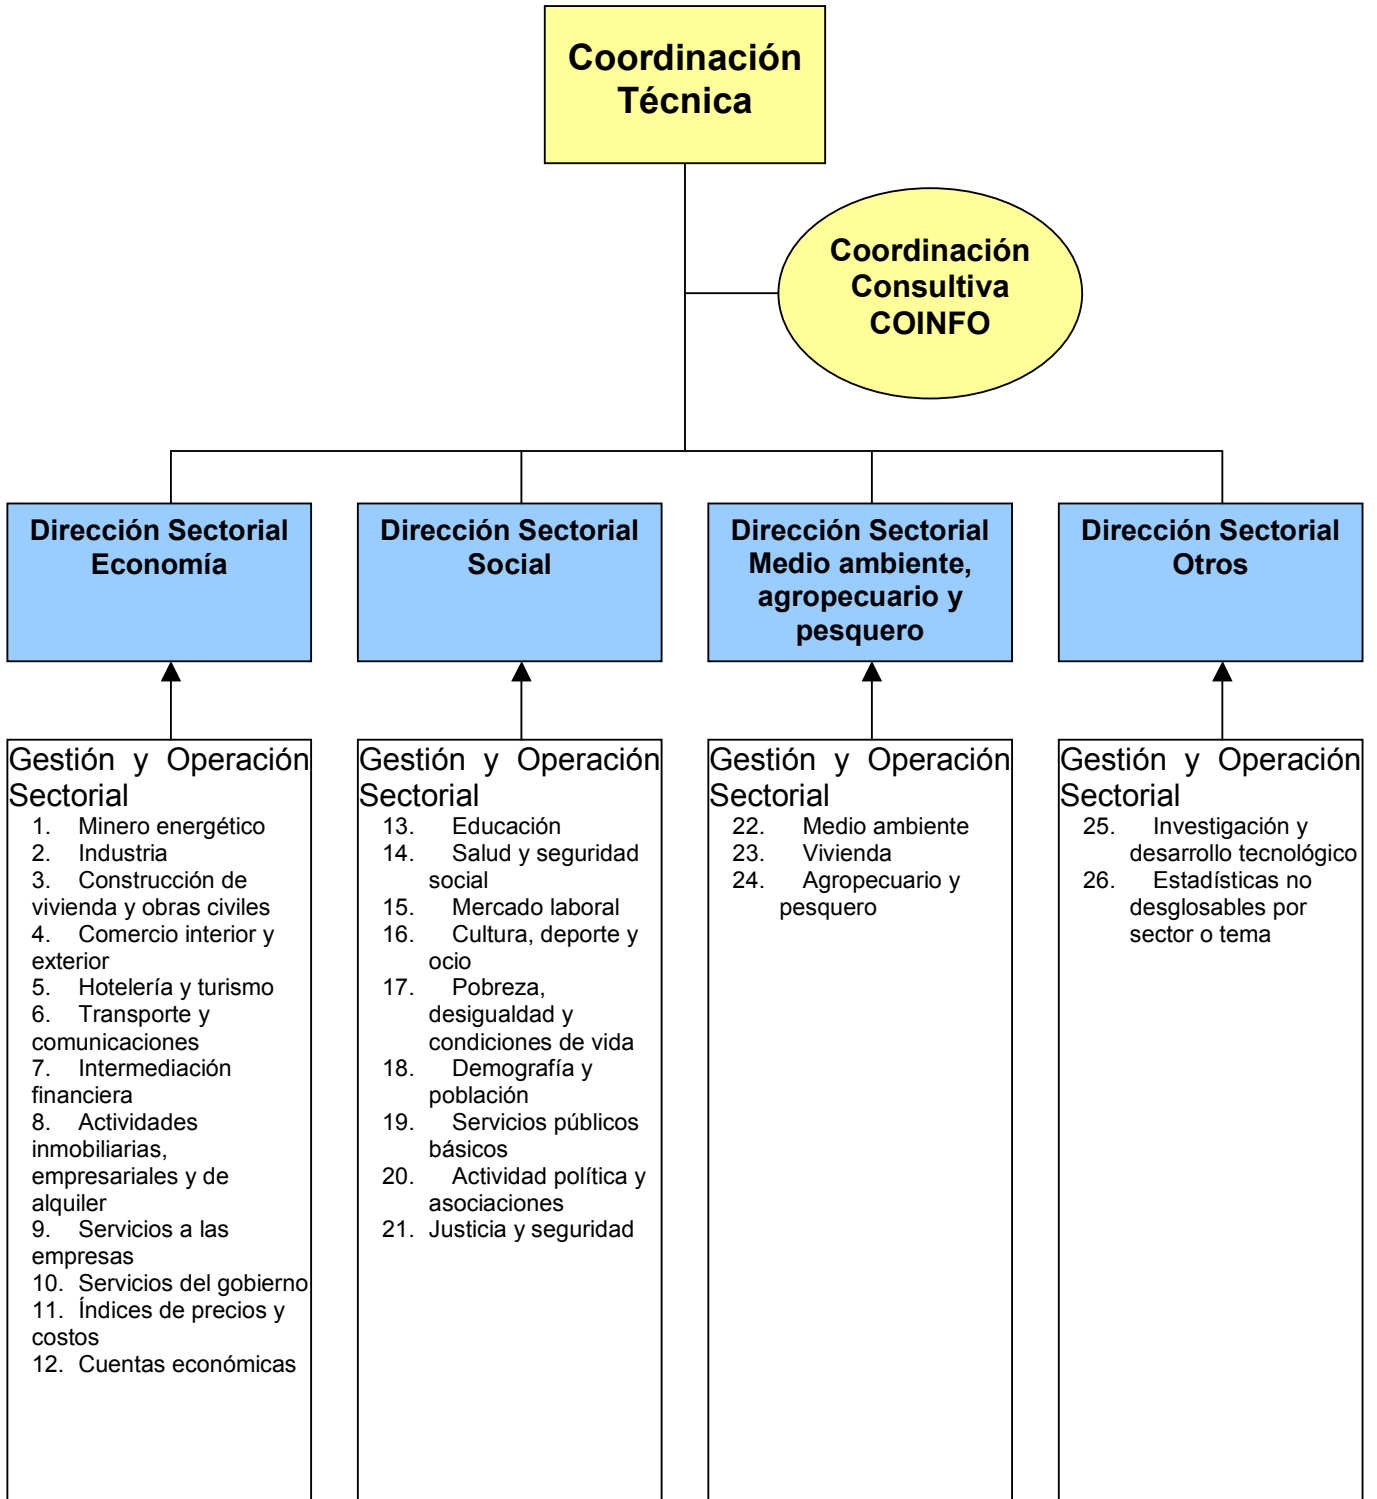 Coordinación
Técnica
Coordinación
Consultiva
COINFO
Dirección Sectorial
Economía
Dirección Sectorial
Social
Dirección Sectorial
Medio ambiente,
agropecuario y
pesquero
Dirección Sectorial
Otros
Gestión y Operación
Sectorial
1. Minero energético
2. Industria
3. Construcción de
vivienda y obras civiles
4. Comercio interior y
exterior
5. Hotelería y turismo
6. Transporte y
comunicaciones
7. Intermediación
financiera
8. Actividades
inmobiliarias,
empresariales y de
alquiler
9. Servicios a las
empresas
10. Servicios del gobierno
11. Índices de precios y
costos
12. Cuentas económicas
Gestión y Operación
Sectorial
13. Educación
14. Salud y seguridad
social
15. Mercado laboral
16. Cultura, deporte y
ocio
17. Pobreza,
desigualdad y
condiciones de vida
18. Demografía y
población
19. Servicios públicos
básicos
20. Actividad política y
asociaciones
21. Justicia y seguridad
Gestión y Operación
Sectorial
22. Medio ambiente
23. Vivienda
24. Agropecuario y
pesquero
Gestión y Operación
Sectorial
25. Investigación y
desarrollo tecnológico
26. Estadísticas no
desglosables por
sector o tema